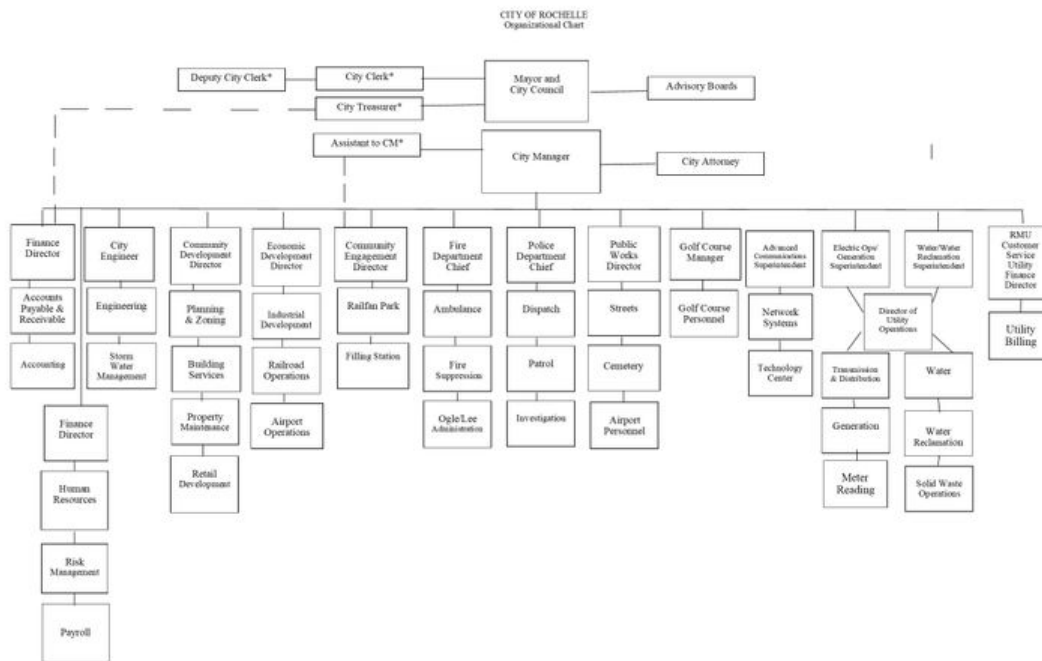 CITY OF ROCHELLE
Organizational Chart
Deputy City Clerk*
City Clerk*
Mayor and
City Council
Advisory Boards
City Treasurer*
Assistant to CM*
City Manager
City Attorney
Finance
Director
City
Engineer
Community
Development
Director
Economic
Development
Director
Community
Engagement
Director
Fire
Department
Chief
Police
Department
Chief
Public
Works
Director
Golf Course
Manager
Advanced
Communications
Superintendent
Electric Ops/
Generation
Superintendent
Water/Water
Reclamation
Superintendent
RMU
Customer
Service
Utility
Finance
Director
Accounts
Payable &
Receivable
Engineering
Planning
& Zoning
Industrial
Development
Railfan Park
Ambulance
Dispatch
Streets
Golf Course
Personnel
Network
Systems
Director of
Utility
Operations
Utility
Billing
Accounting
Storm
Water
Management
Building
Services
Railroad
Operations
Filling Station
Fire
Suppression
Patrol
Cemetery
Technology
Center
Transmission
& Distribution
Water
Finance
Director
Property
Maintenance
Airport
Operations
Ogle/Lee
Administration
Investigation
Airport
Personnel
Generation
Water
Reclamation
Human
Resources
Retail
Development
Meter
Reading
Solid Waste
Operations
Risk
Management
Payroll